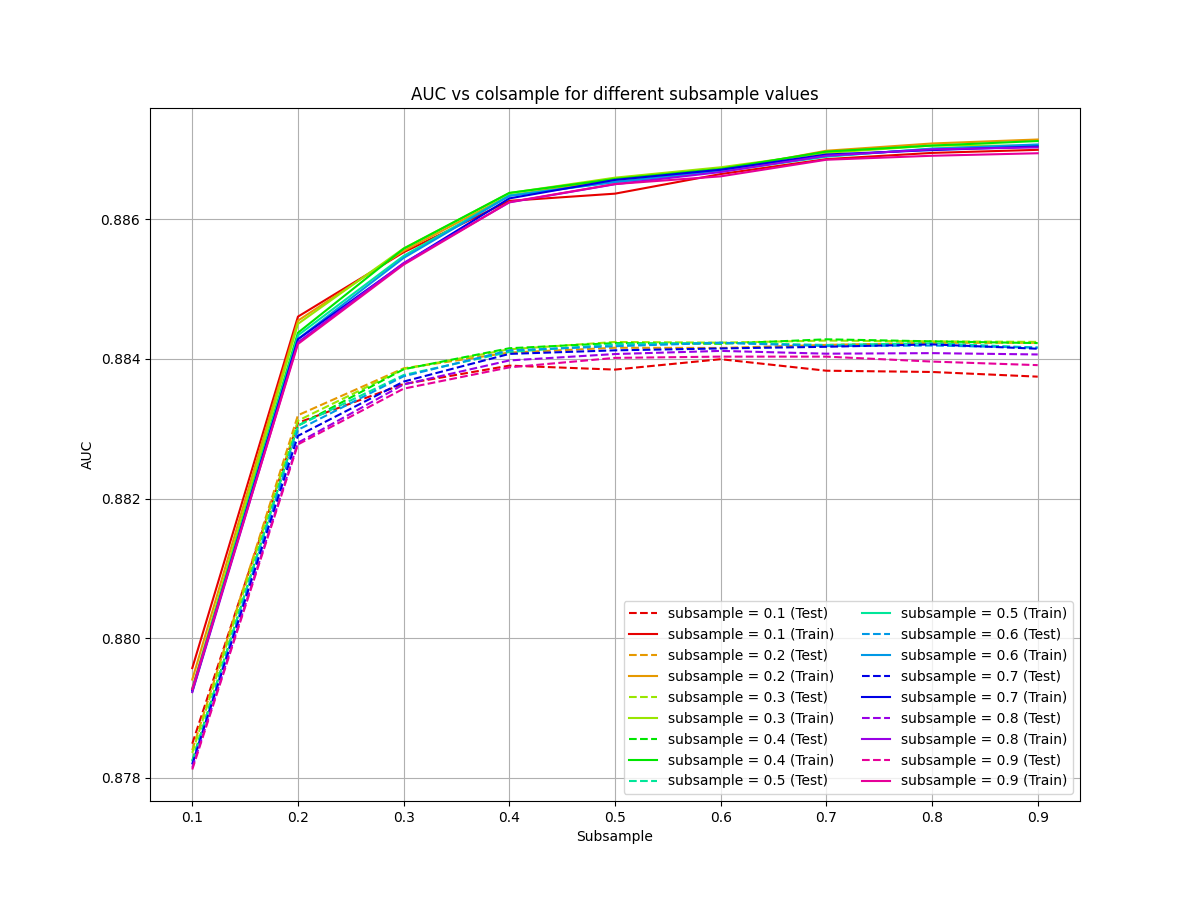 AUC vs colsample for different subsample values
AUC
0.886
0.884
0.882
0.880
0.878
subsample = 0.1 (Test)
subsample = 0.1 (Train)
subsample = 0.2 (Test)
subsample = 0.2 (Train)
subsample = 0.3 (Test)
subsample = 0.3 (Train)
subsample = 0.4 (Test)
subsample = 0.4 (Train)
subsample = 0.5 (Test)
subsample = 0.5 (Train)
subsample = 0.6 (Test)
subsample = 0.6 (Train)
subsample = 0.7 (Test)
subsample = 0.7 (Train)
subsample = 0.8 (Test)
subsample = 0.8 (Train)
subsample = 0.9 (Test)
subsample = 0.9 (Train)
0.1 0.2 0.3 0.4 0.5 0.6 0.7 0.8 0.9
Subsample